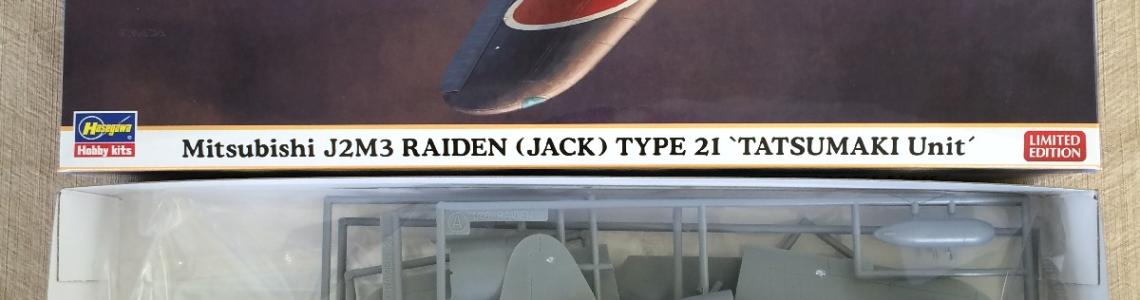 Hasegawa
Hobby kits
Mitsubishi J2M3 RAIDEN (JACK) TYPE 21 `TATSUMAKI Unit´
LIMITED
EDITION
A